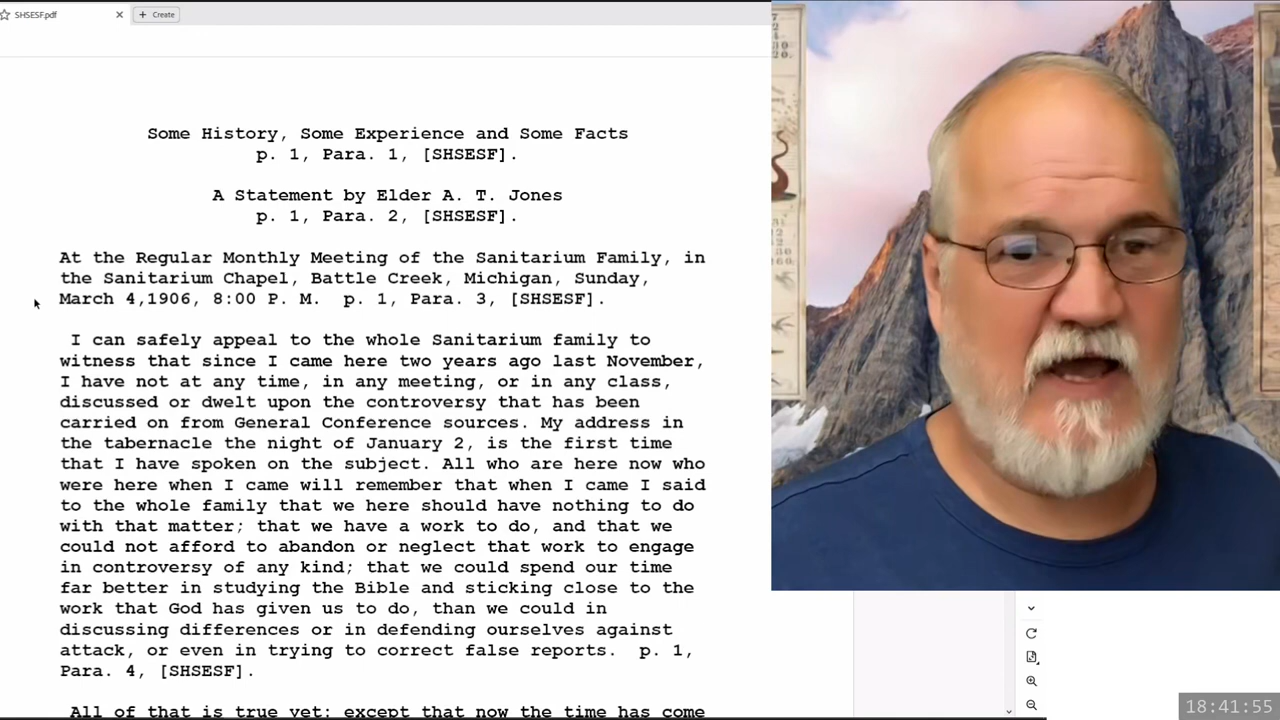 SHSESF.pdf
Create
Some History, Some Experience and Some Facts
p. 1, Para. 1, [SHSESF].
A Statement by Elder A. T. Jones
p. 1, Para. 2, [SHSESF].
At the Regular Monthly Meeting of the Sanitarium Family, in
the Sanitarium Chapel, Battle Creek, Michigan, Sunday,
March 4,1906, 8:00 P. M.  p. 1, Para. 3, [SHSESF].
I can safely appeal to the whole Sanitarium family to
witness that since I came here two years ago last November,
I have not at any time, in any meeting, or in any class,
discussed or dwelt upon the controversy that has been
carried on from General Conference sources. My address in
the tabernacle the night of January 2, is the first time
that I have spoken on the subject. All who are here now who
were here when I came will remember that when I came I said
to the whole family that we here should have nothing to do
with that matter; that we have a work to do, and that we
could not afford to abandon or neglect that work to engage
in controversy of any kind; that we could spend our time
far better in studying the Bible and sticking close to the
work that God has given us to do, than we could in
discussing differences or in defending ourselves against
attack, or even in trying to correct false reports.  p. 1,
Para. 4, [SHSESF].
All of that is true yet; except that now the time has come
18:41:55